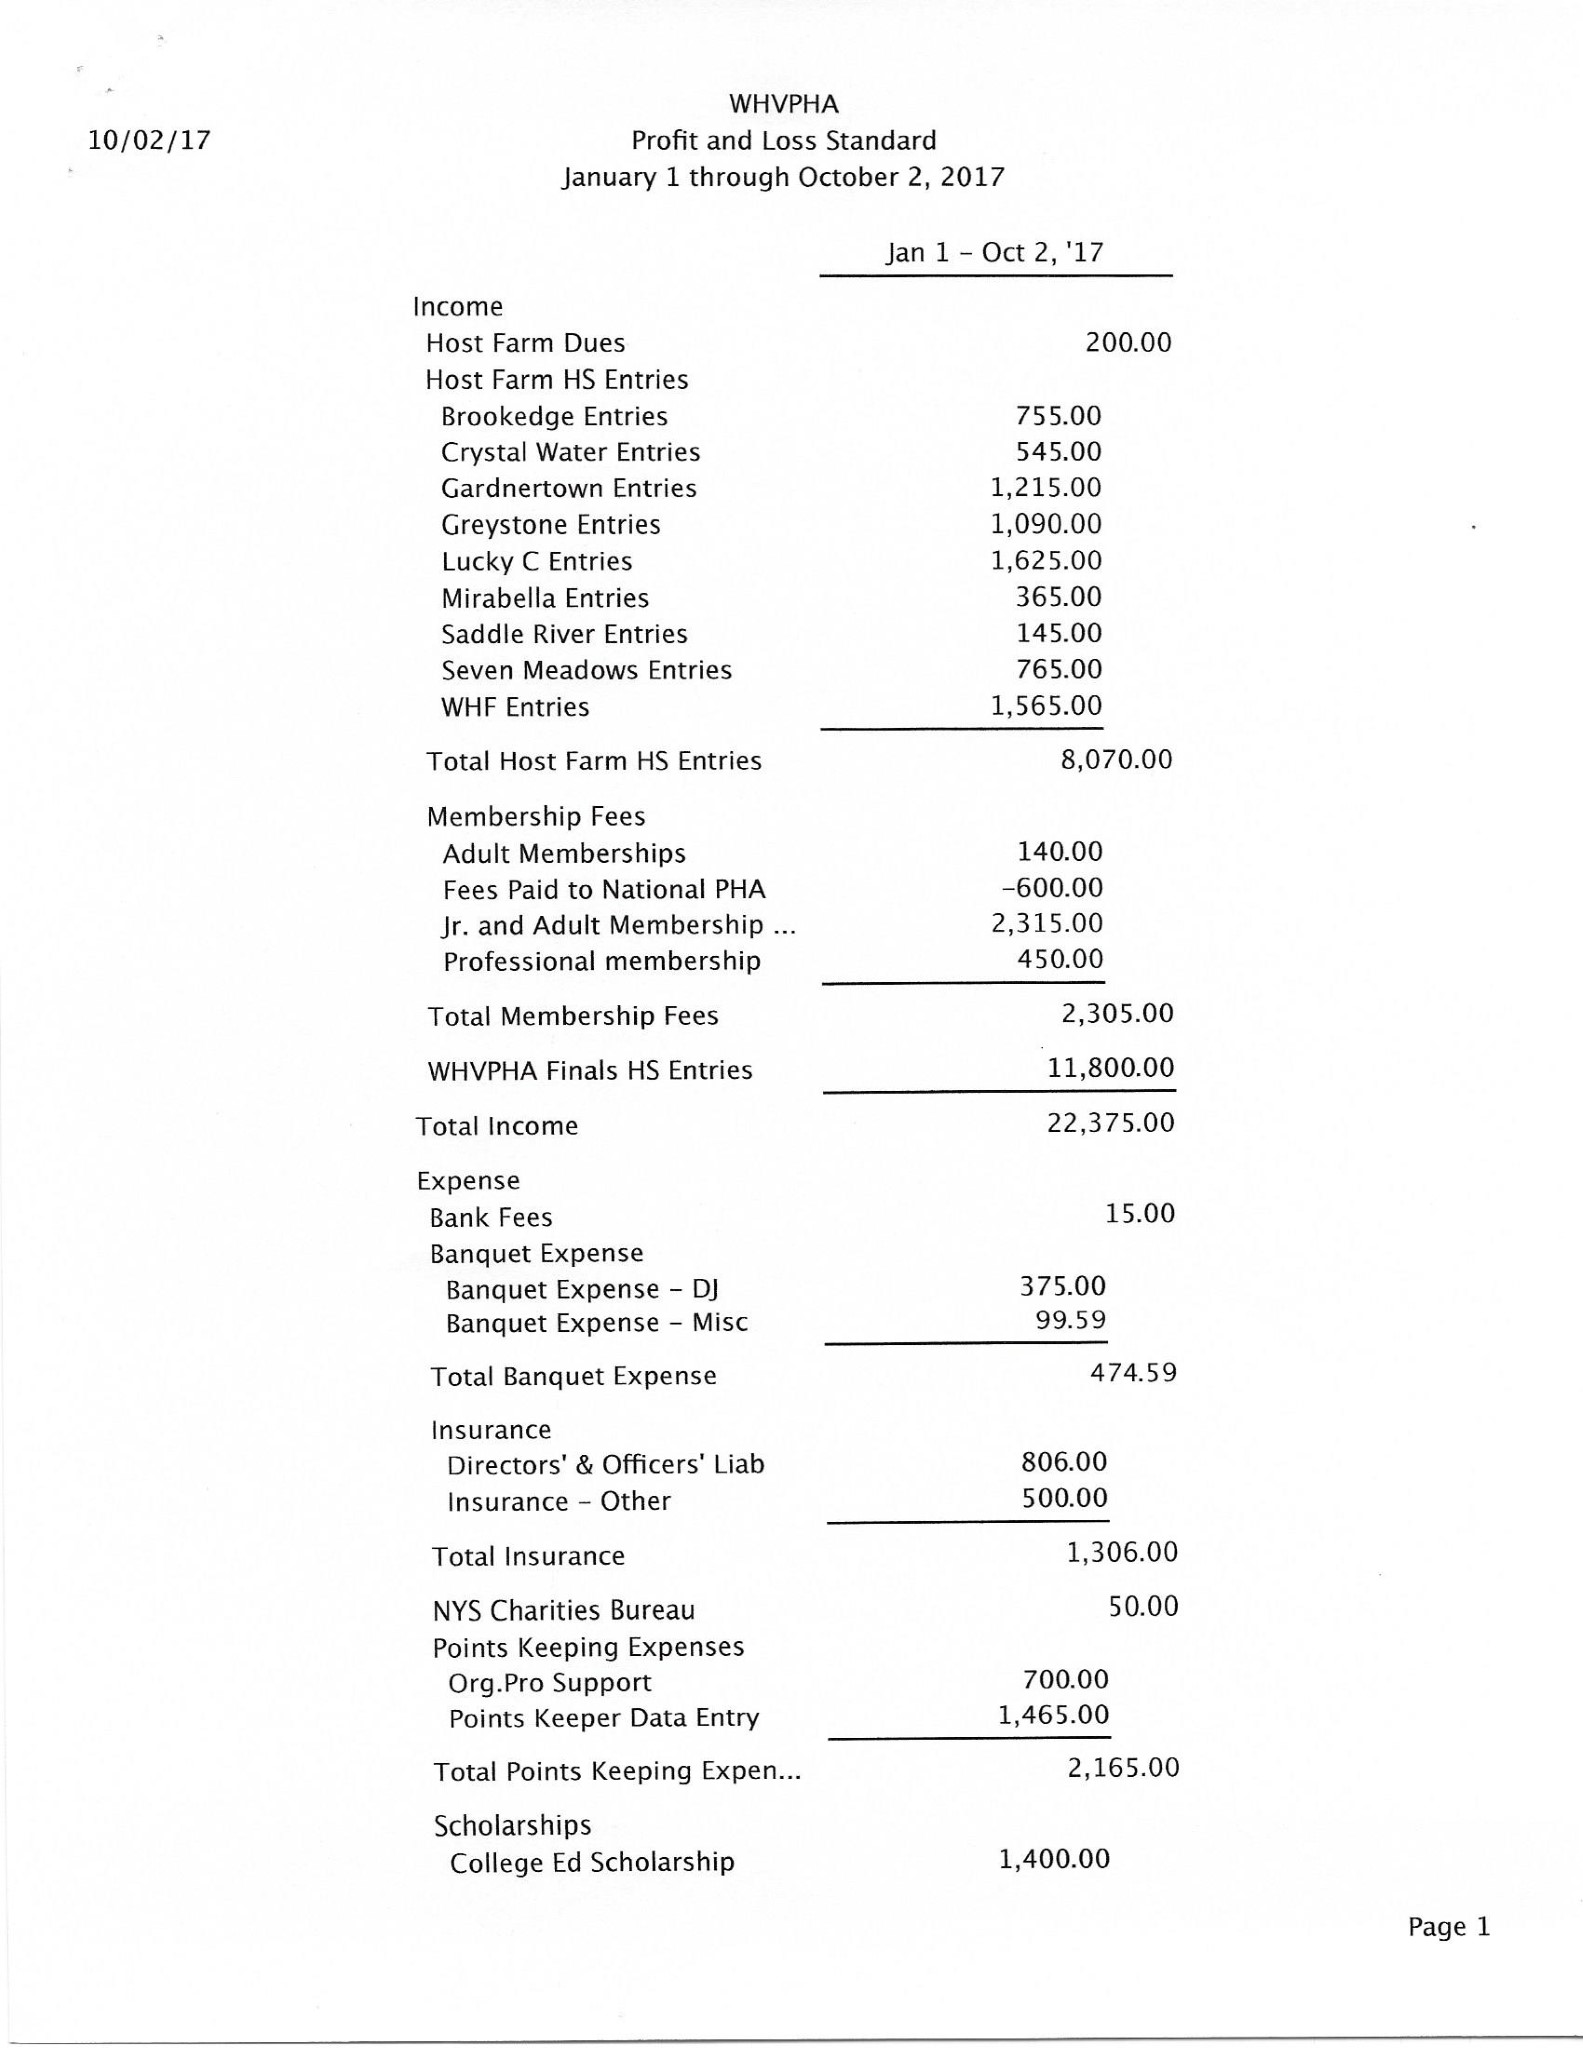 WHVPHA
10/02/17 Profit and Loss Standard
January 1 through October 2, 2017
Jan 1 – Oct 2, '17
Income
Host Farm Dues 200.00
Host Farm HS Entries
Brookedge Entries 755.00
Crystal Water Entries 545.00
Gardnertown Entries 1,215.00
Greystone Entries 1,090.00
Lucky C Entries 1,625.00
Mirabella Entries 365.00
Saddle River Entries 145.00
Seven Meadows Entries 765.00
WHF Entries 1,565.00
Total Host Farm HS Entries 8,070.00
Membership Fees
Adult Memberships 140.00
Fees Paid to National PHA –600.00
Jr. and Adult Membership ... 2,315.00
Professional membership 450.00
Total Membership Fees 2,305.00
WHVPHA Finals HS Entries 11,800.00
Total Income 22,375.00
Expense
Bank Fees 15.00
Banquet Expense
Banquet Expense – DJ 375.00
Banquet Expense – Misc 99.59
Total Banquet Expense 474.59
Insurance
Directors' & Officers' Liab 806.00
Insurance – Other 500.00
Total Insurance 1,306.00
NYS Charities Bureau 50.00
Points Keeping Expenses
Org.Pro Support 700.00
Points Keeper Data Entry 1,465.00
Total Points Keeping Expen... 2,165.00
Scholarships
College Ed Scholarship 1,400.00
Page 1